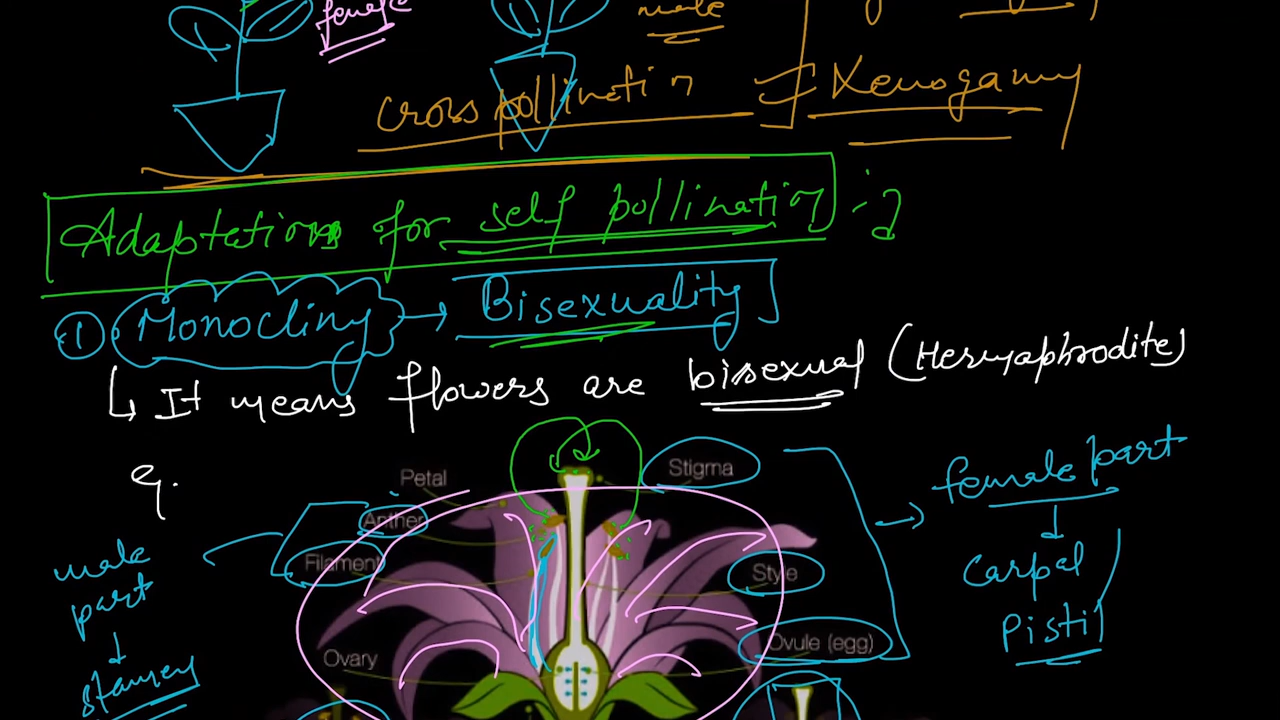 female
male
cross pollination
Xenogamy
Adaptations for self pollination :-
① Monocliny → Bisexuality
↳ It means flowers are bisexual (Hermaphrodite)
eg.
Petal
Stigma
Anther
Filament
Style
Ovary
Ovule (egg)
male
part
↓
stamen
→ female part
↓
Carpel
Pistil